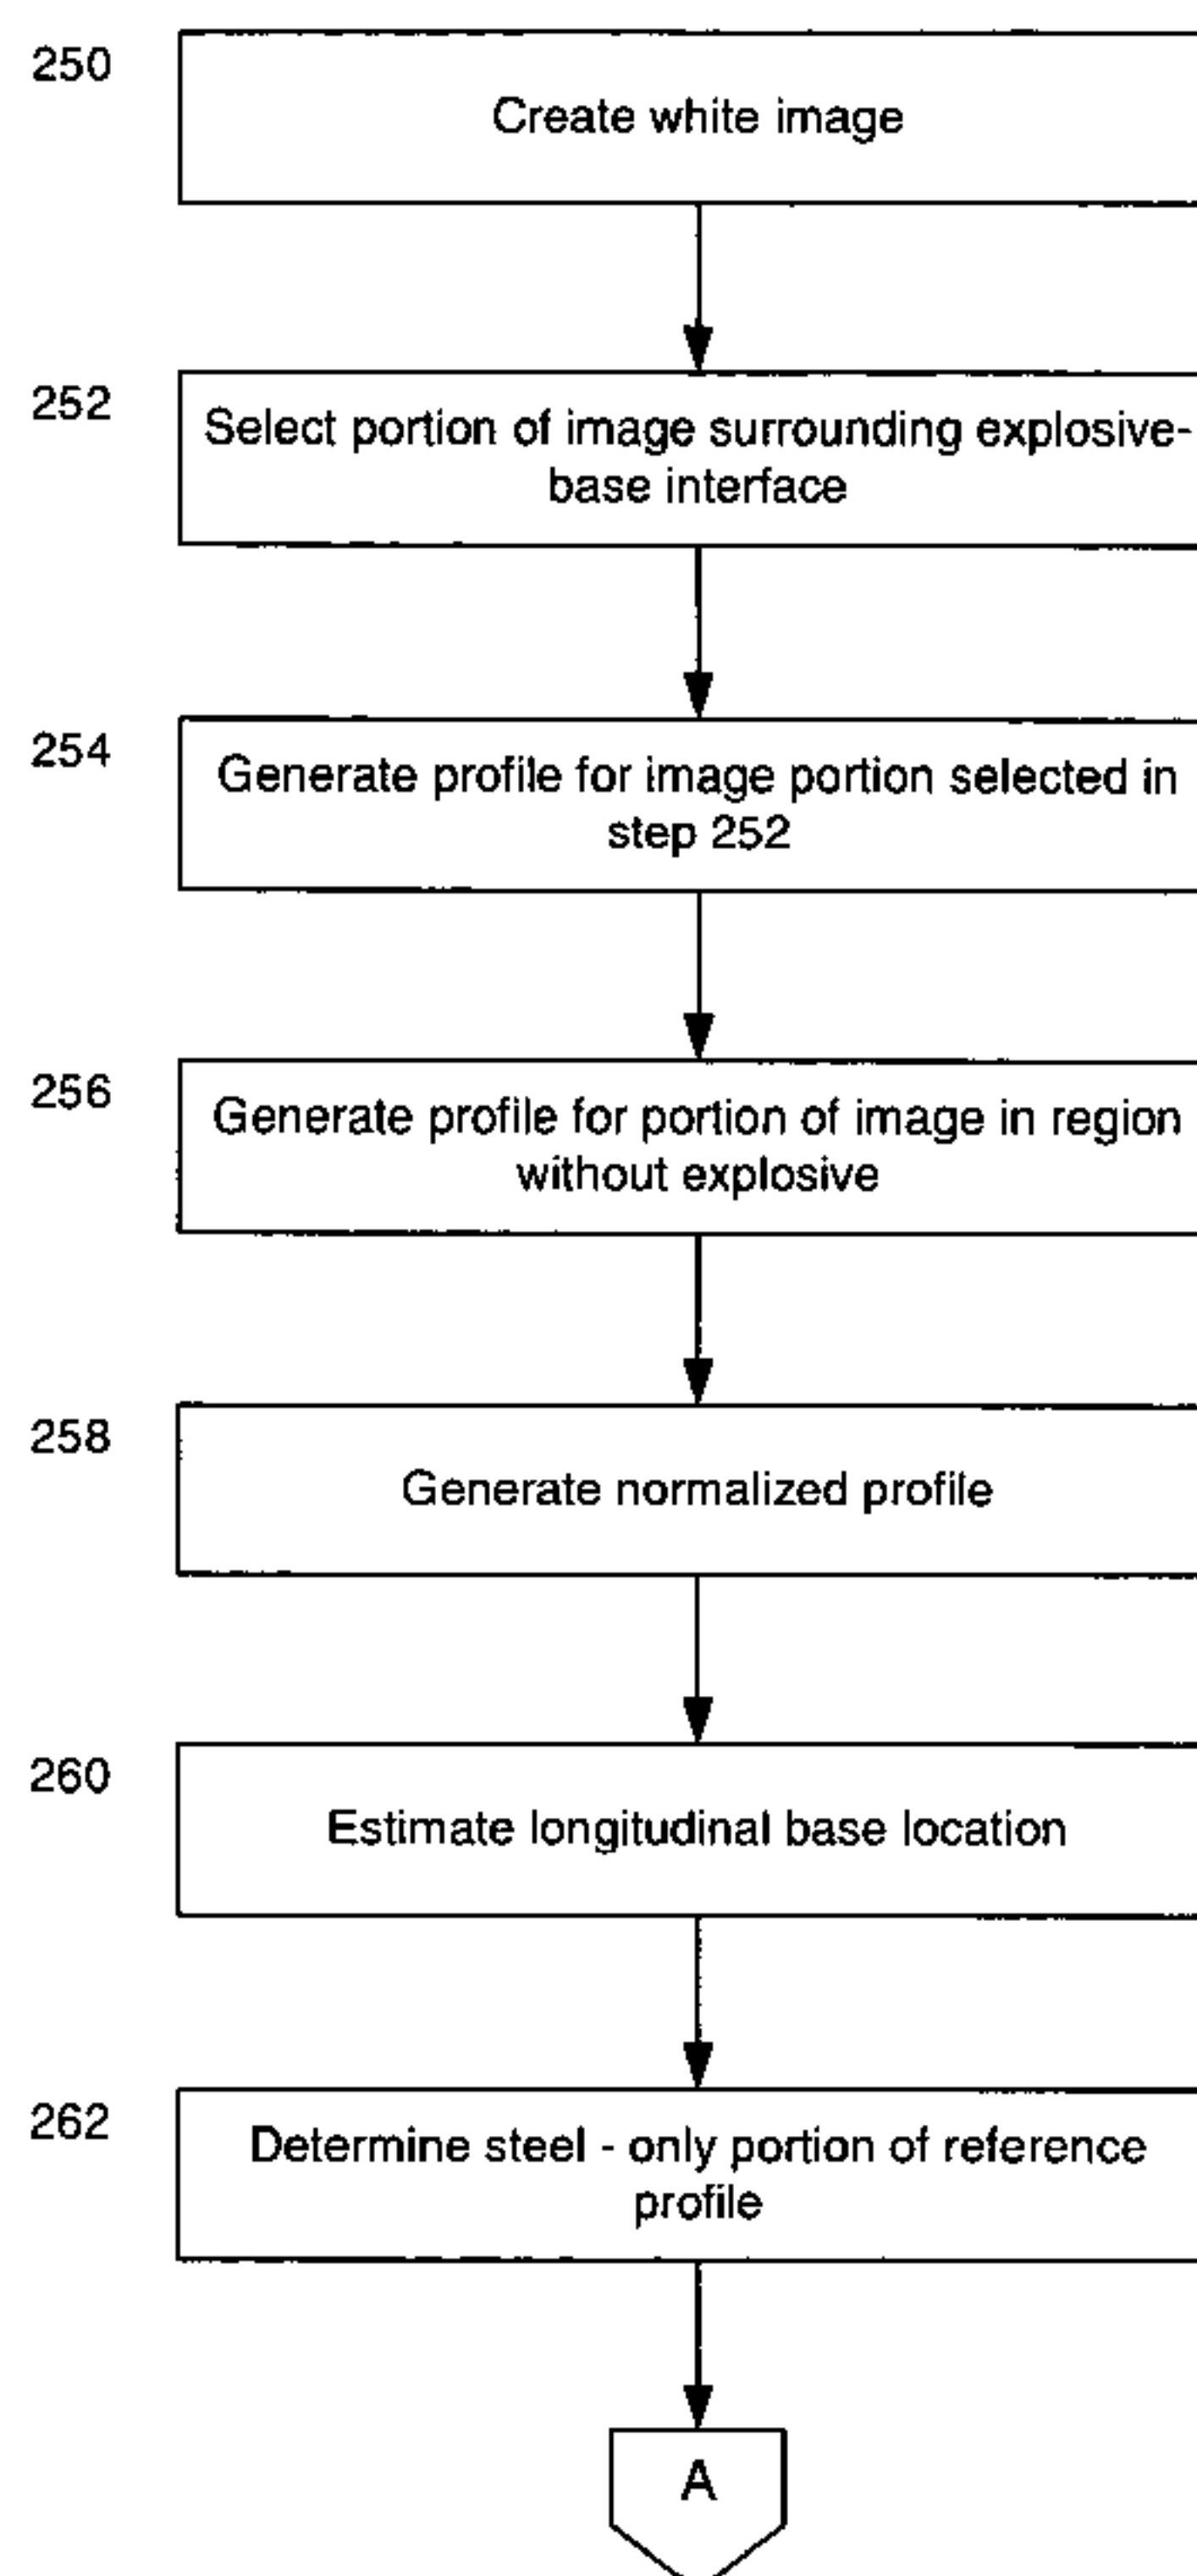 250
Create white image
252
Select portion of image surrounding explosive-
base interface
254
Generate profile for image portion selected in
step 252
256
Generate profile for portion of image in region
without explosive
258
Generate normalized profile
260
Estimate longitudinal base location
262
Determine steel - only portion of reference
profile
A